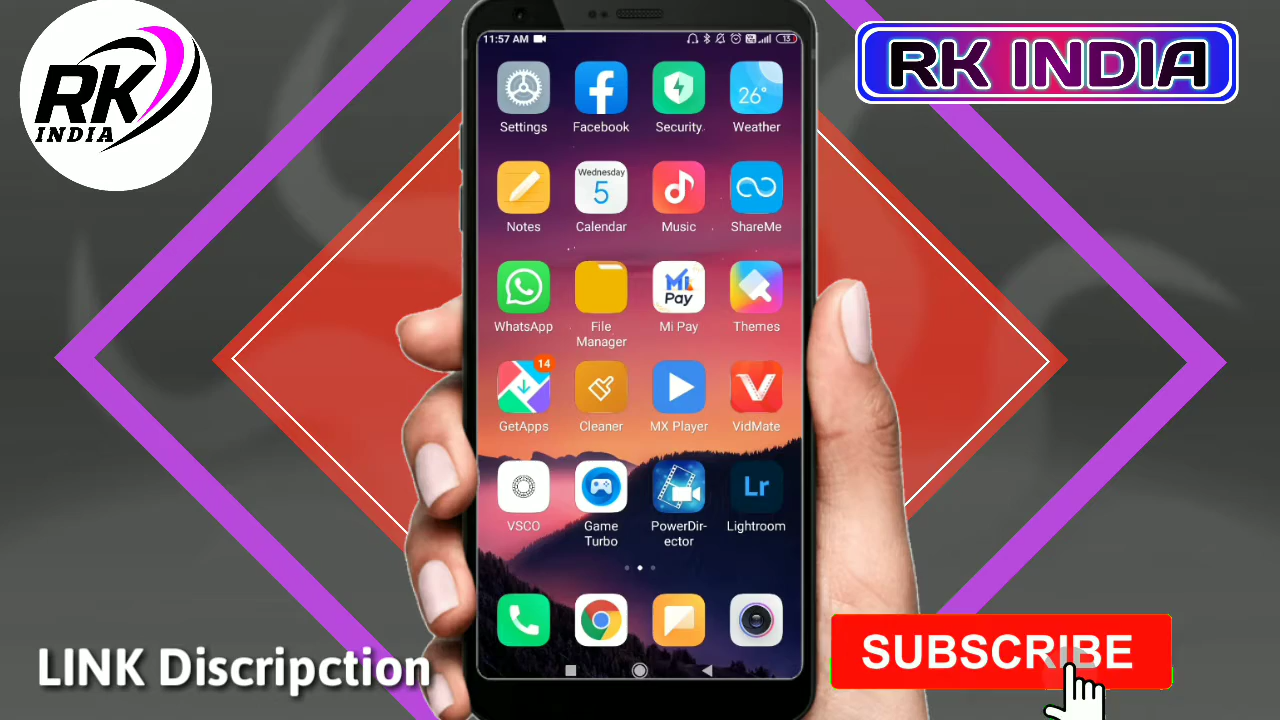 RK
INDIA
RK INDIA
11:57 AM
13
26°
Settings
Facebook
Security
Weather
Wednesday
5
Notes
Calendar
Music
ShareMe
Mi
Pay
WhatsApp
File
Manager
Mi Pay
Themes
14
GetApps
Cleaner
MX Player
VidMate
Lr
VSCO
Game
Turbo
PowerDir-
ector
Lightroom
LINK Discripction
SUBSCRIBE